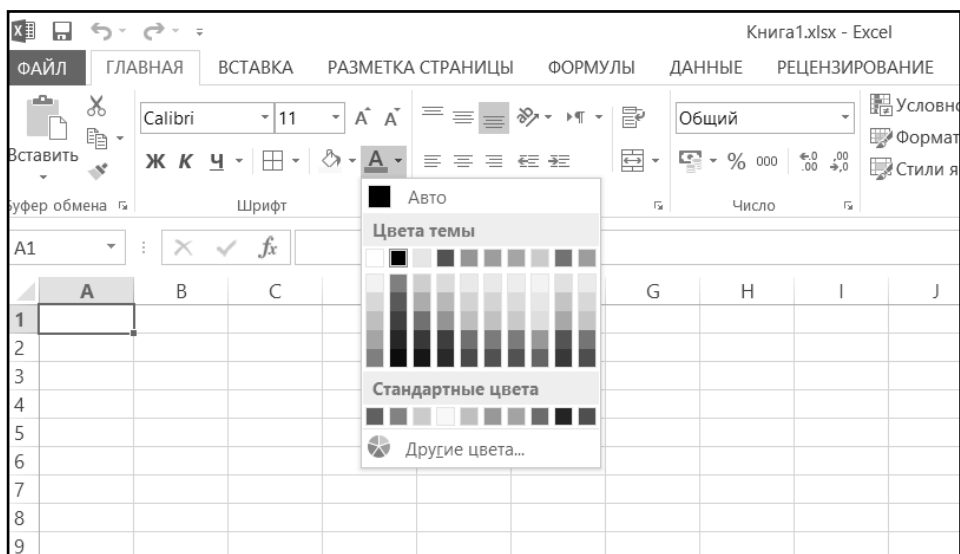 Книга1.xlsx - Excel
ФАЙЛ ГЛАВНАЯ ВСТАВКА РАЗМЕТКА СТРАНИЦЫ ФОРМУЛЫ ДАННЫЕ РЕЦЕНЗИРОВАНИЕ
Calibri 11 Общий Условно
Формат
Вставить Ж К Ч % 000 Стили я
буфер обмена Шрифт Число
Авто
Цвета темы
A1 fx
A B C G H I J
1
2
3
Стандартные цвета
4
5
Другие цвета...
6
7
8
9